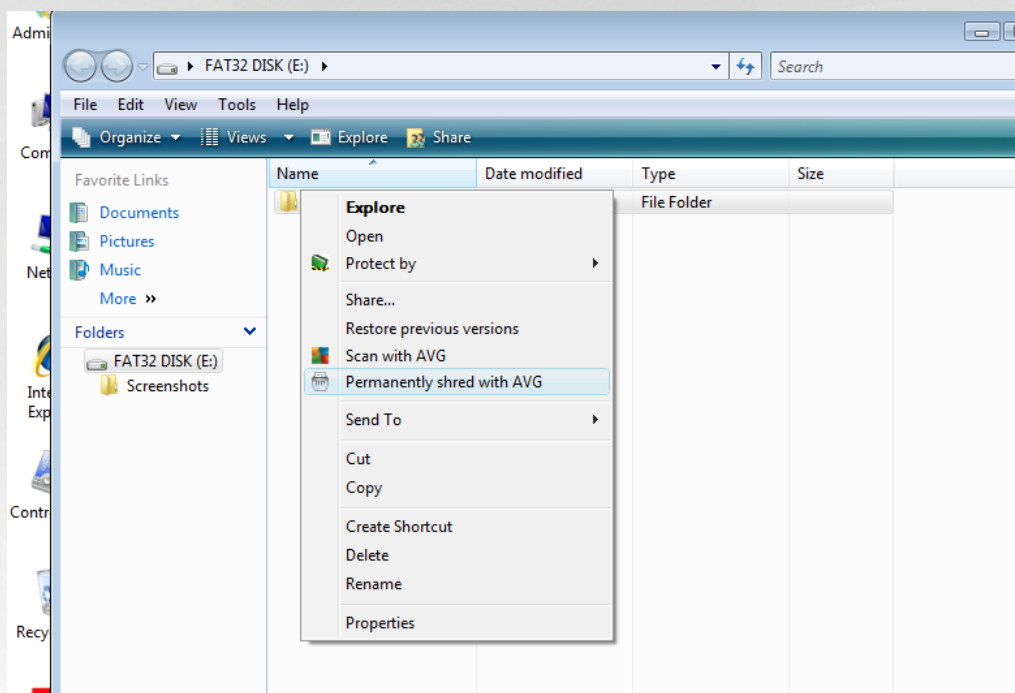 Admi
FAT32 DISK (E:)
Search
File Edit View Tools Help
Organize Views Explore Share
Com
Favorite Links
Name Date modified Type Size
Documents
File Folder
Pictures
Net
Music
More »
Folders
FAT32 DISK (E:)
Screenshots
Inte
Exp
Contr
Recy
Explore
Open
Protect by
Share...
Restore previous versions
Scan with AVG
Permanently shred with AVG
Send To
Cut
Copy
Create Shortcut
Delete
Rename
Properties